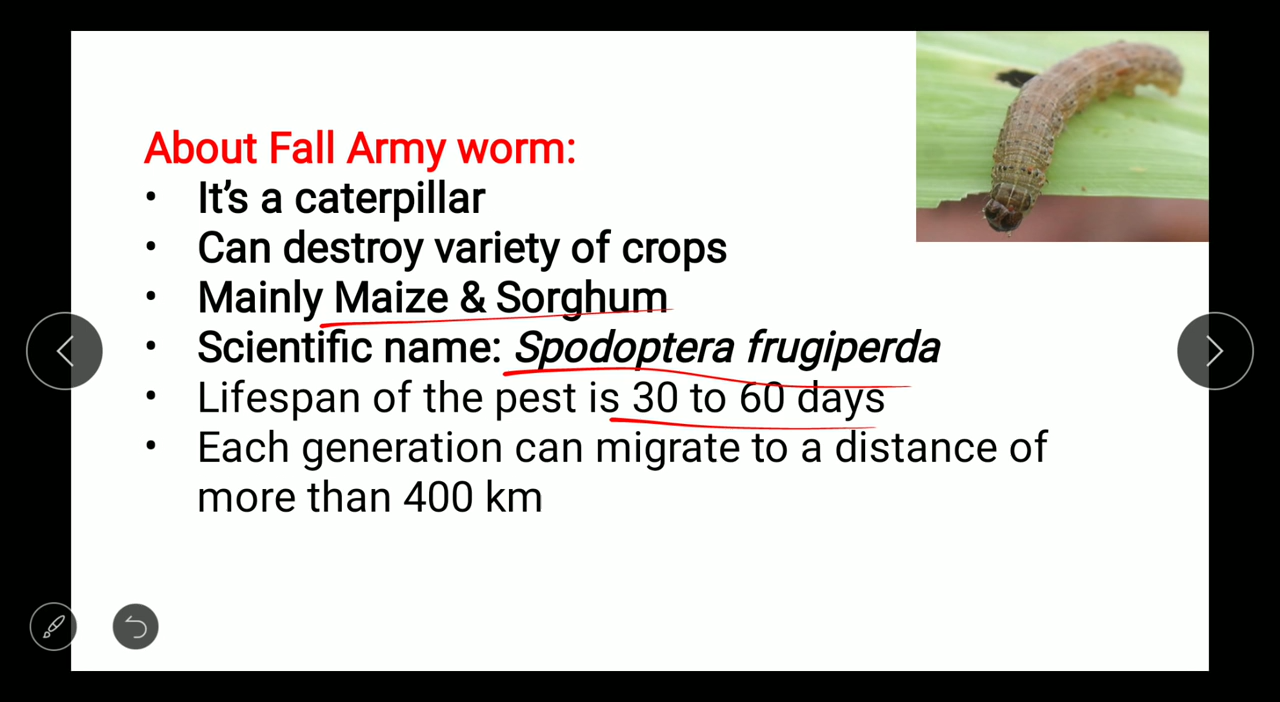 About Fall Army worm:
• It's a caterpillar
• Can destroy variety of crops
• Mainly Maize & Sorghum
• Scientific name: Spodoptera frugiperda
• Lifespan of the pest is 30 to 60 days
• Each generation can migrate to a distance of
more than 400 km